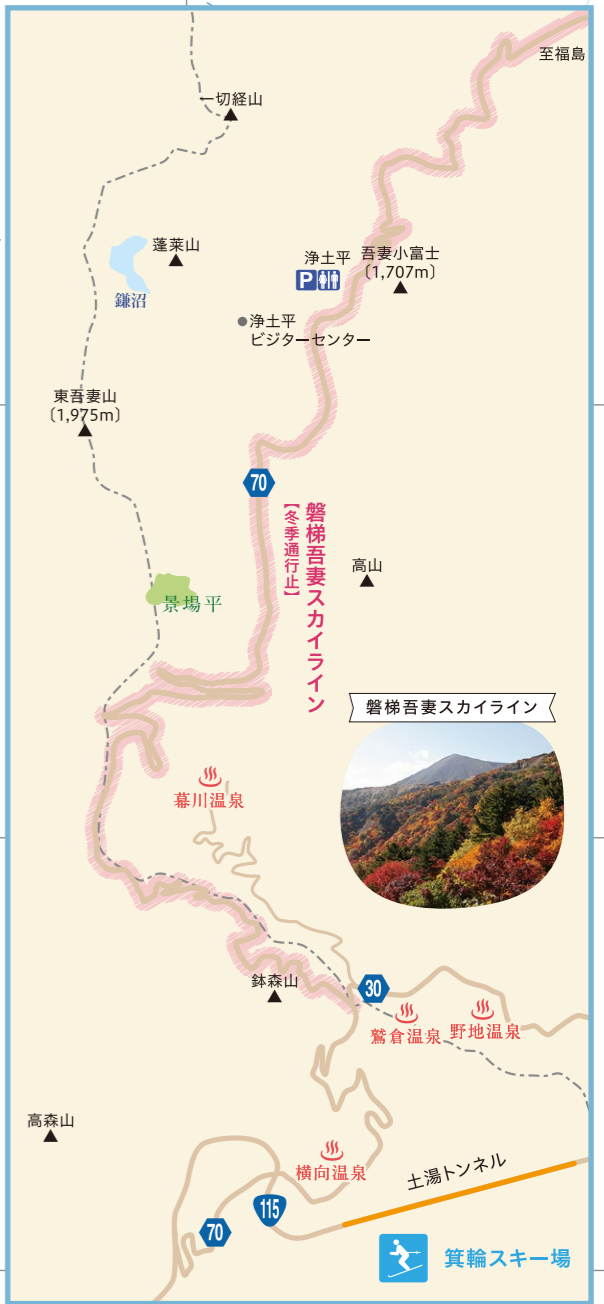 至福島
一切経山
蓬莱山
鎌沼
浄土平
P
吾妻小富士
〔1,707m〕
浄土平
ビジターセンター
東吾妻山
〔1,975m〕
70
磐梯吾妻スカイライン
【冬季通行止】
高山
景場平
磐梯吾妻スカイライン
幕川温泉
鉢森山
30
鷲倉温泉
野地温泉
高森山
横向温泉
土湯トンネル
115
70
箕輪スキー場